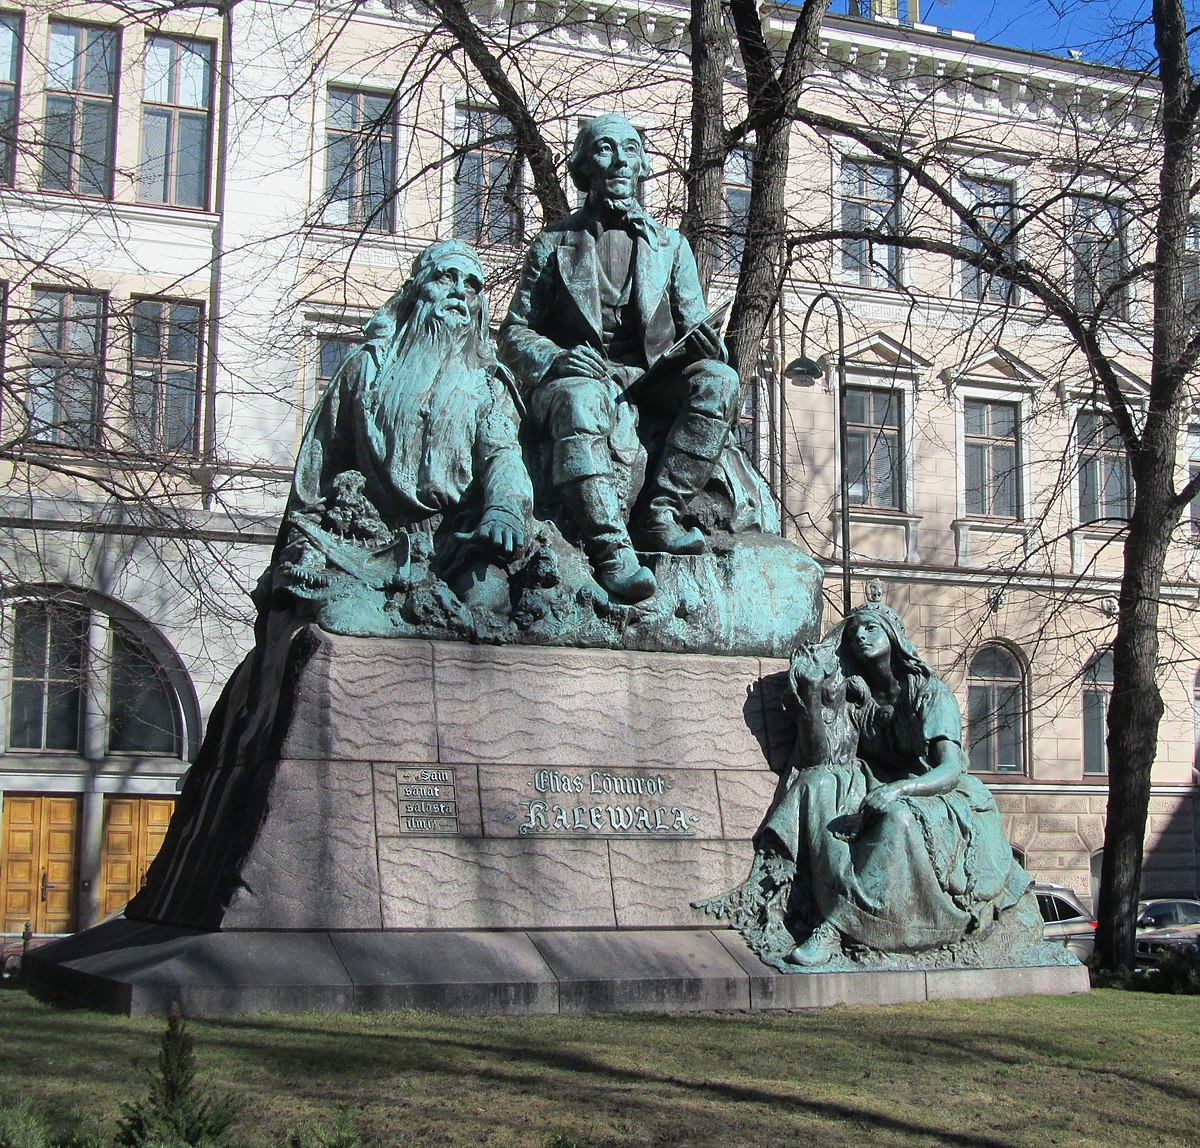 Sain
sanat
salasta
ilmi
Elias Lönnrot
KALEWALA